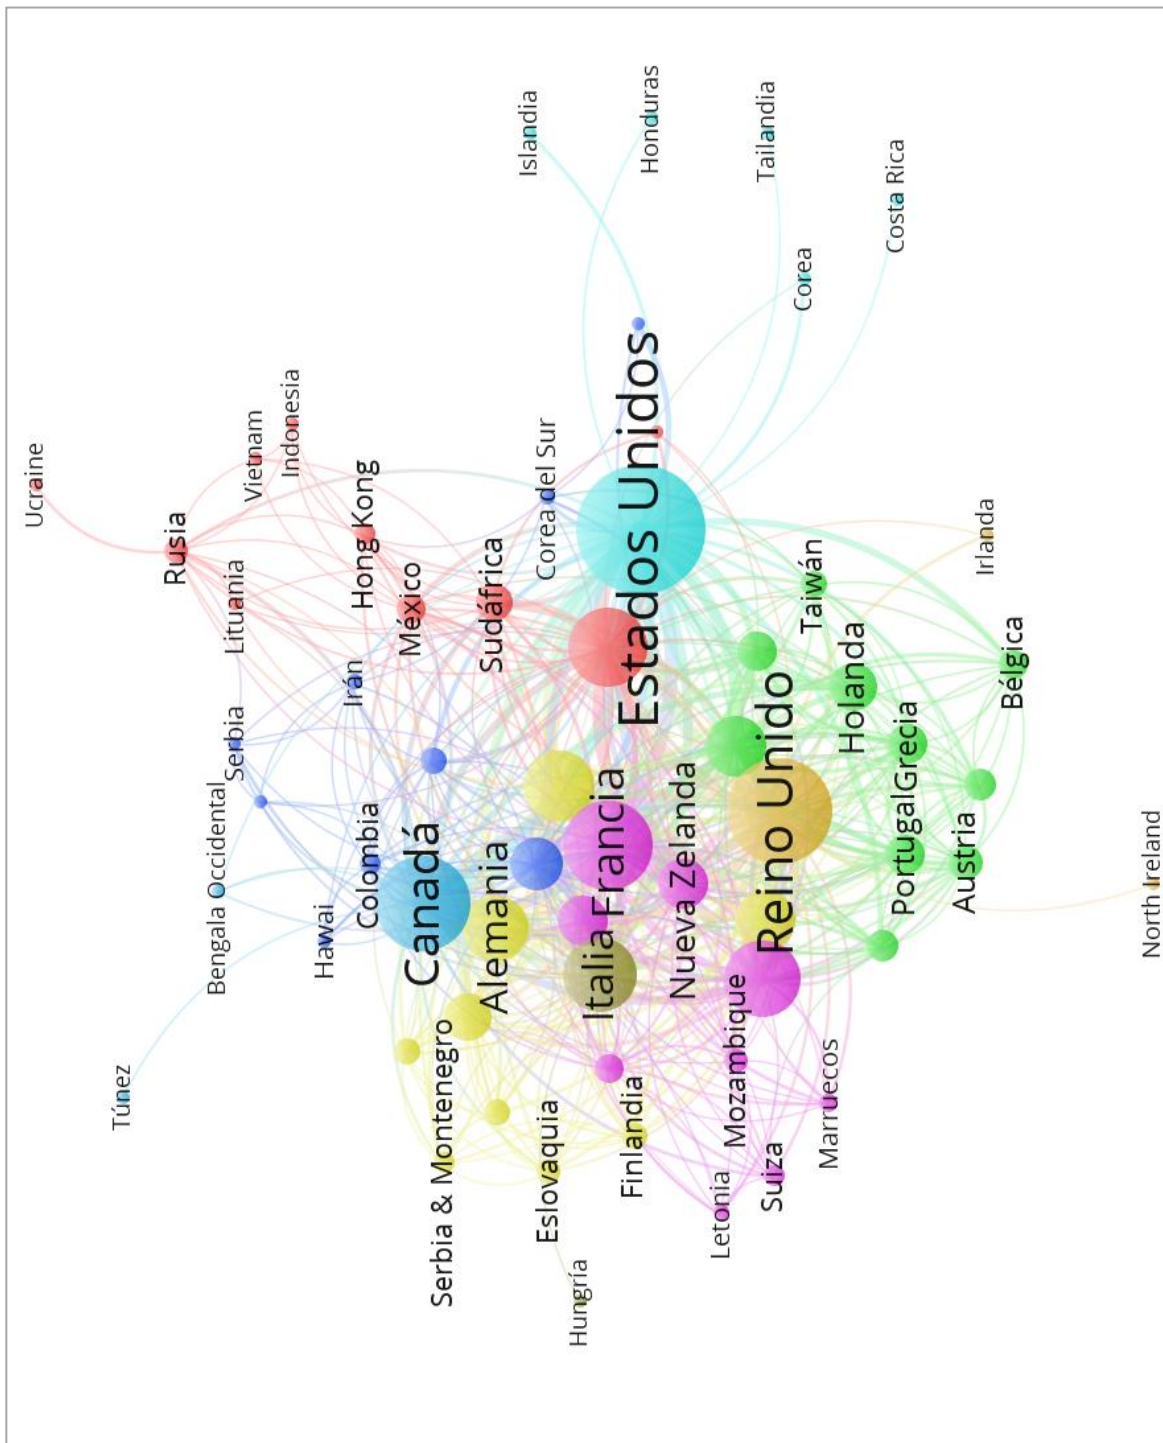 Ucraine
Túnez
Rusia
Bengala Occidental
Serbia
Lituania
Vietnam
Indonesia
Hawai
Irán
Hong Kong
Colombia
México
Canadá
Serbia & Montenegro
Sudáfrica
Alemania
Islandia
Eslovaquia
Corea del Sur
Hungría
Italia
Francia
Finlandia
Estados Unidos
Honduras
Nueva Zelanda
Letonia
Mozambique
Tailandia
Suiza
Reino Unido
Corea
Taiwán
Marruecos
Holanda
Costa Rica
Portugal
Grecia
Austria
Irlanda
Bélgica
North Ireland